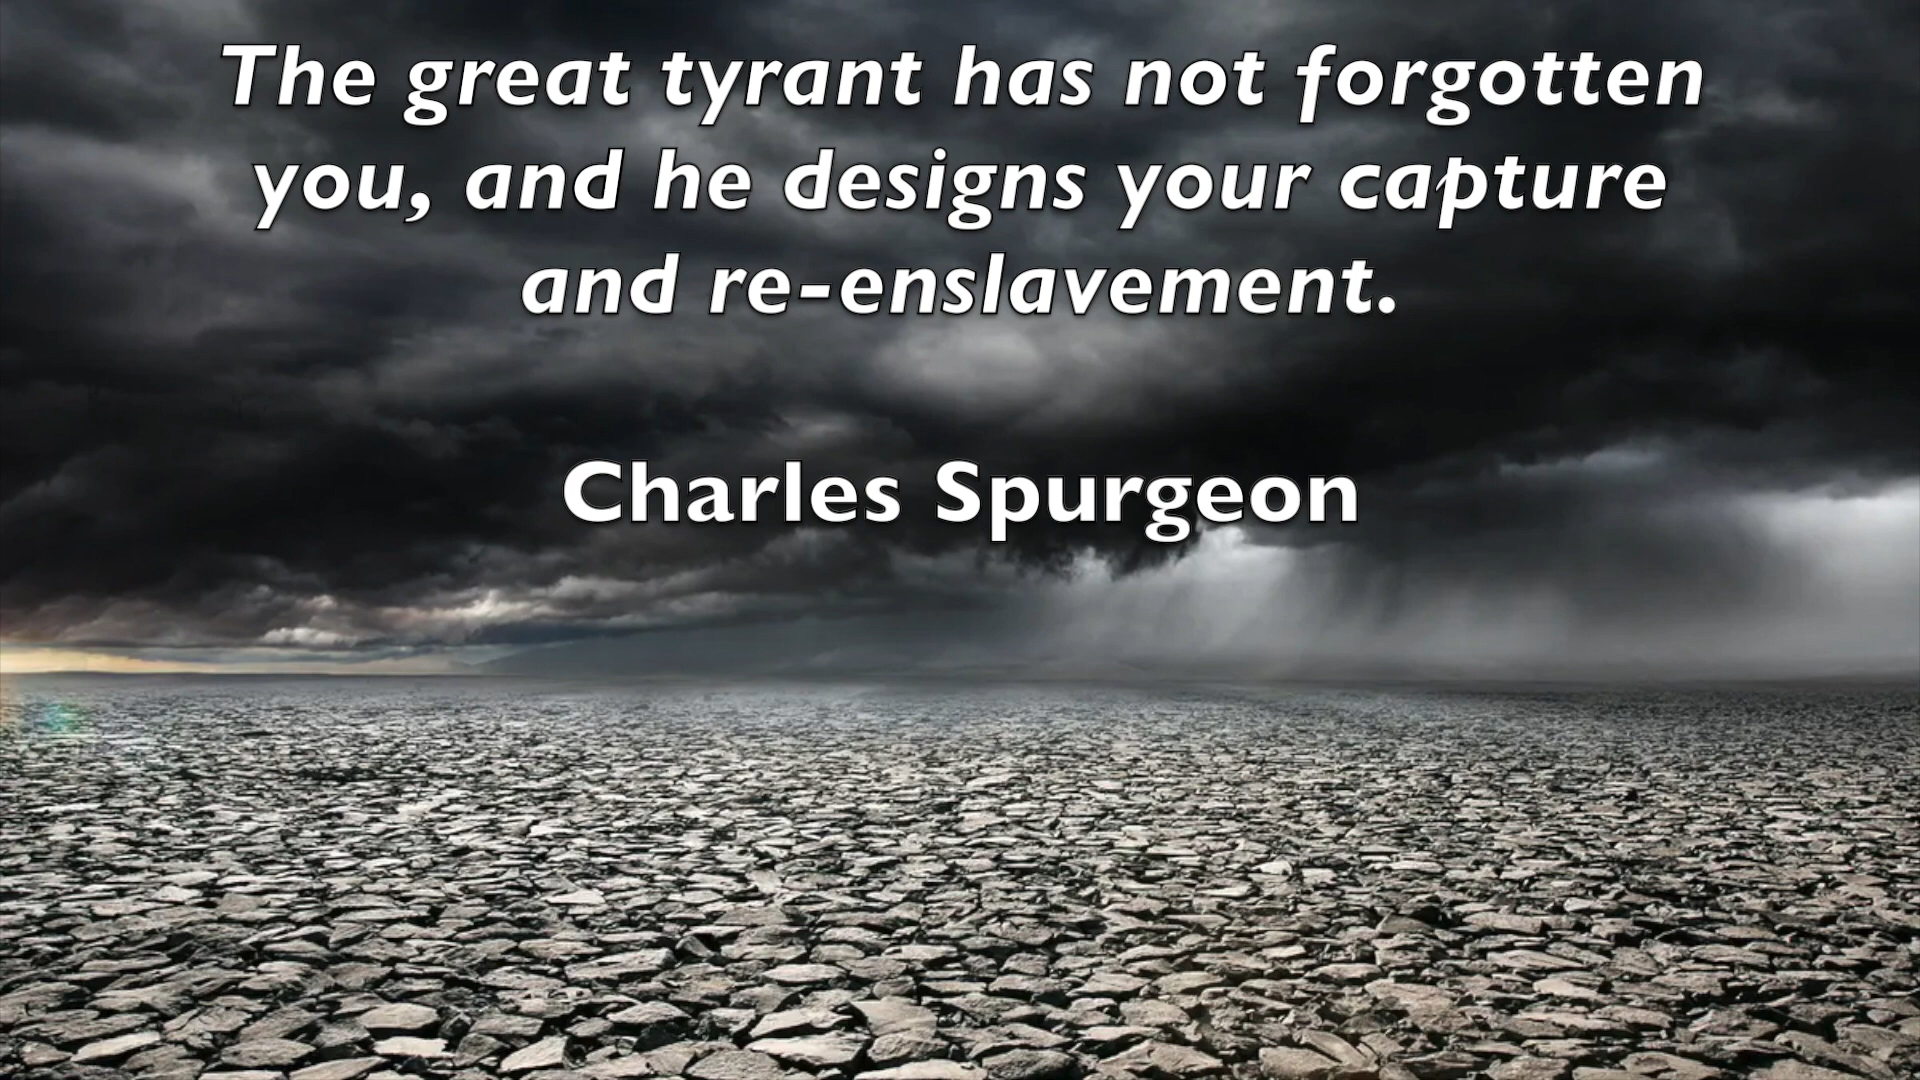 The great tyrant has not forgotten
you, and he designs your capture
and re-enslavement.
Charles Spurgeon